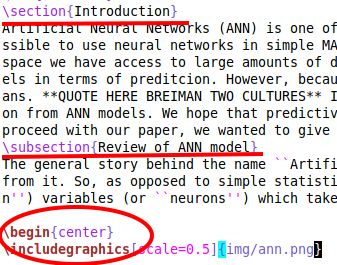 \section{Introduction}
Artificial Neural Networks (ANN) is one of
ssible to use neural networks in simple MA
space we have access to large amounts of d
els in terms of preditcion. However, becau
ans. **QUOTE HERE BREIMAN TWO CULTURES** I
on from ANN models. We hope that predictiv
proceed with our paper, we wanted to give
\subsection{Review of ANN model}
The general story behind the name ``Artifi
from it. So, as opposed to simple statisti
n'') variables (or ``neurons'') which take
\begin{center}
\includegraphics[scale=0.5]{img/ann.png}